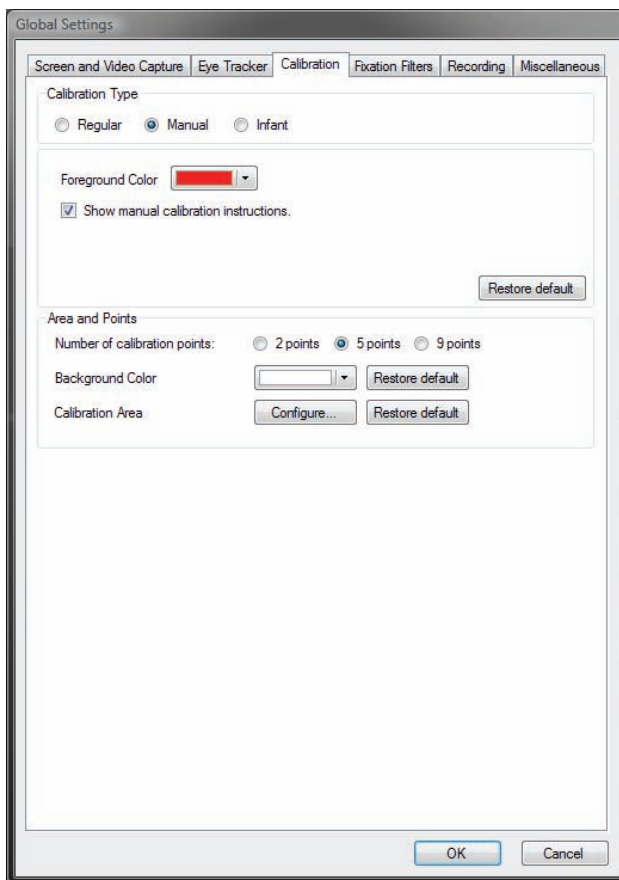 Global Settings
Screen and Video Capture Eye Tracker Calibration Fixation Filters Recording Miscellaneous
Calibration Type
Regular Manual Infant
Foreground Color
Show manual calibration instructions.
Restore default
Area and Points
Number of calibration points: 2 points 5 points 9 points
Background Color Restore default
Calibration Area Configure... Restore default
OK Cancel